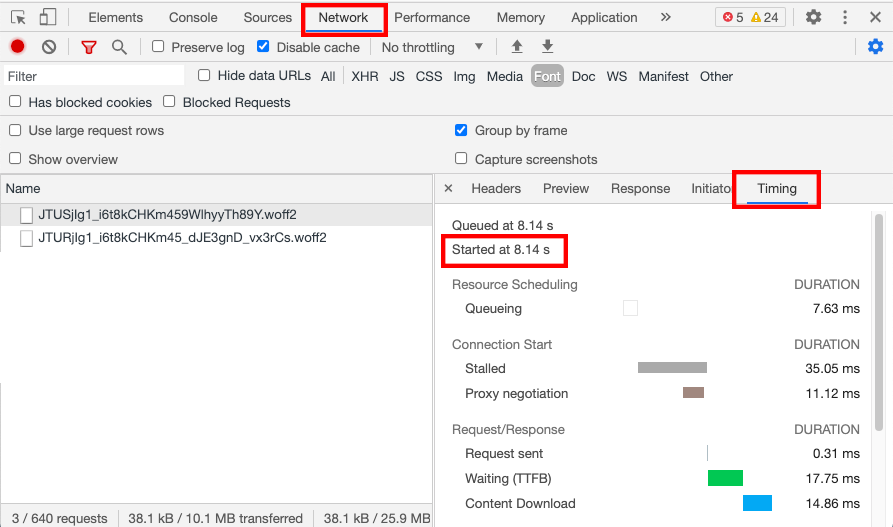 Elements Console Sources Network Performance Memory Application » 5 24
Preserve log Disable cache No throttling
Filter Hide data URLs All XHR JS CSS Img Media Font Doc WS Manifest Other
Has blocked cookies Blocked Requests
Use large request rows Group by frame
Show overview Capture screenshots
Name
JTUSjIg1_i6t8kCHKm459WlhyyTh89Y.woff2
JTURjIg1_i6t8kCHKm45_dJE3gnD_vx3rCs.woff2
3 / 640 requests 38.1 kB / 10.1 MB transferred 38.1 kB / 25.9 MB
× Headers Preview Response Initiator Timing
Queued at 8.14 s
Started at 8.14 s
Resource Scheduling DURATION
Queueing 7.63 ms
Connection Start DURATION
Stalled 35.05 ms
Proxy negotiation 11.12 ms
Request/Response DURATION
Request sent 0.31 ms
Waiting (TTFB) 17.75 ms
Content Download 14.86 ms